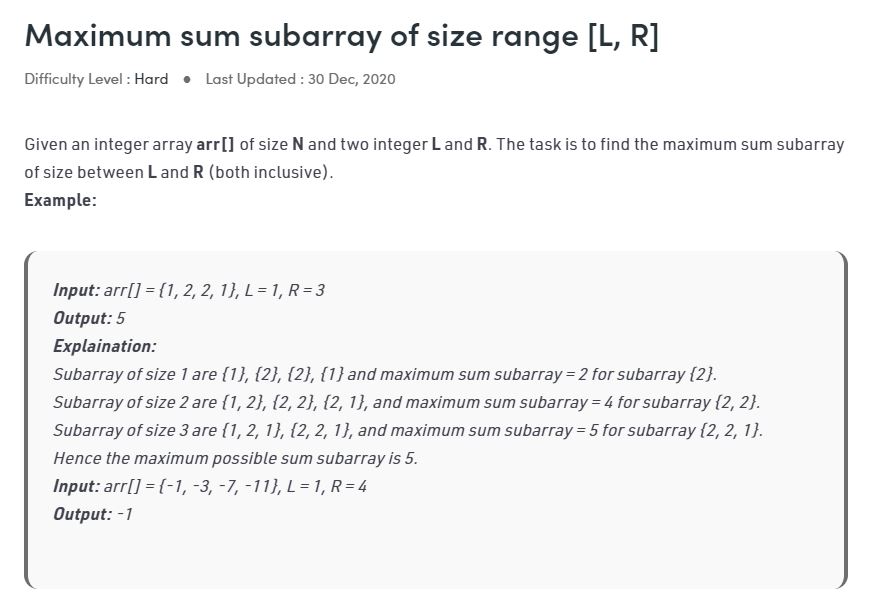 Maximum sum subarray of size range [L, R]
Difficulty Level : Hard ● Last Updated : 30 Dec, 2020
Given an integer array arr[] of size N and two integer L and R. The task is to find the maximum sum subarray
of size between L and R (both inclusive).
Example:
Input: arr[] = {1, 2, 2, 1}, L = 1, R = 3
Output: 5
Explaination:
Subarray of size 1 are {1}, {2}, {2}, {1} and maximum sum subarray = 2 for subarray {2}.
Subarray of size 2 are {1, 2}, {2, 2}, {2, 1}, and maximum sum subarray = 4 for subarray {2, 2}.
Subarray of size 3 are {1, 2, 1}, {2, 2, 1}, and maximum sum subarray = 5 for subarray {2, 2, 1}.
Hence the maximum possible sum subarray is 5.
Input: arr[] = {-1, -3, -7, -11}, L = 1, R = 4
Output: -1